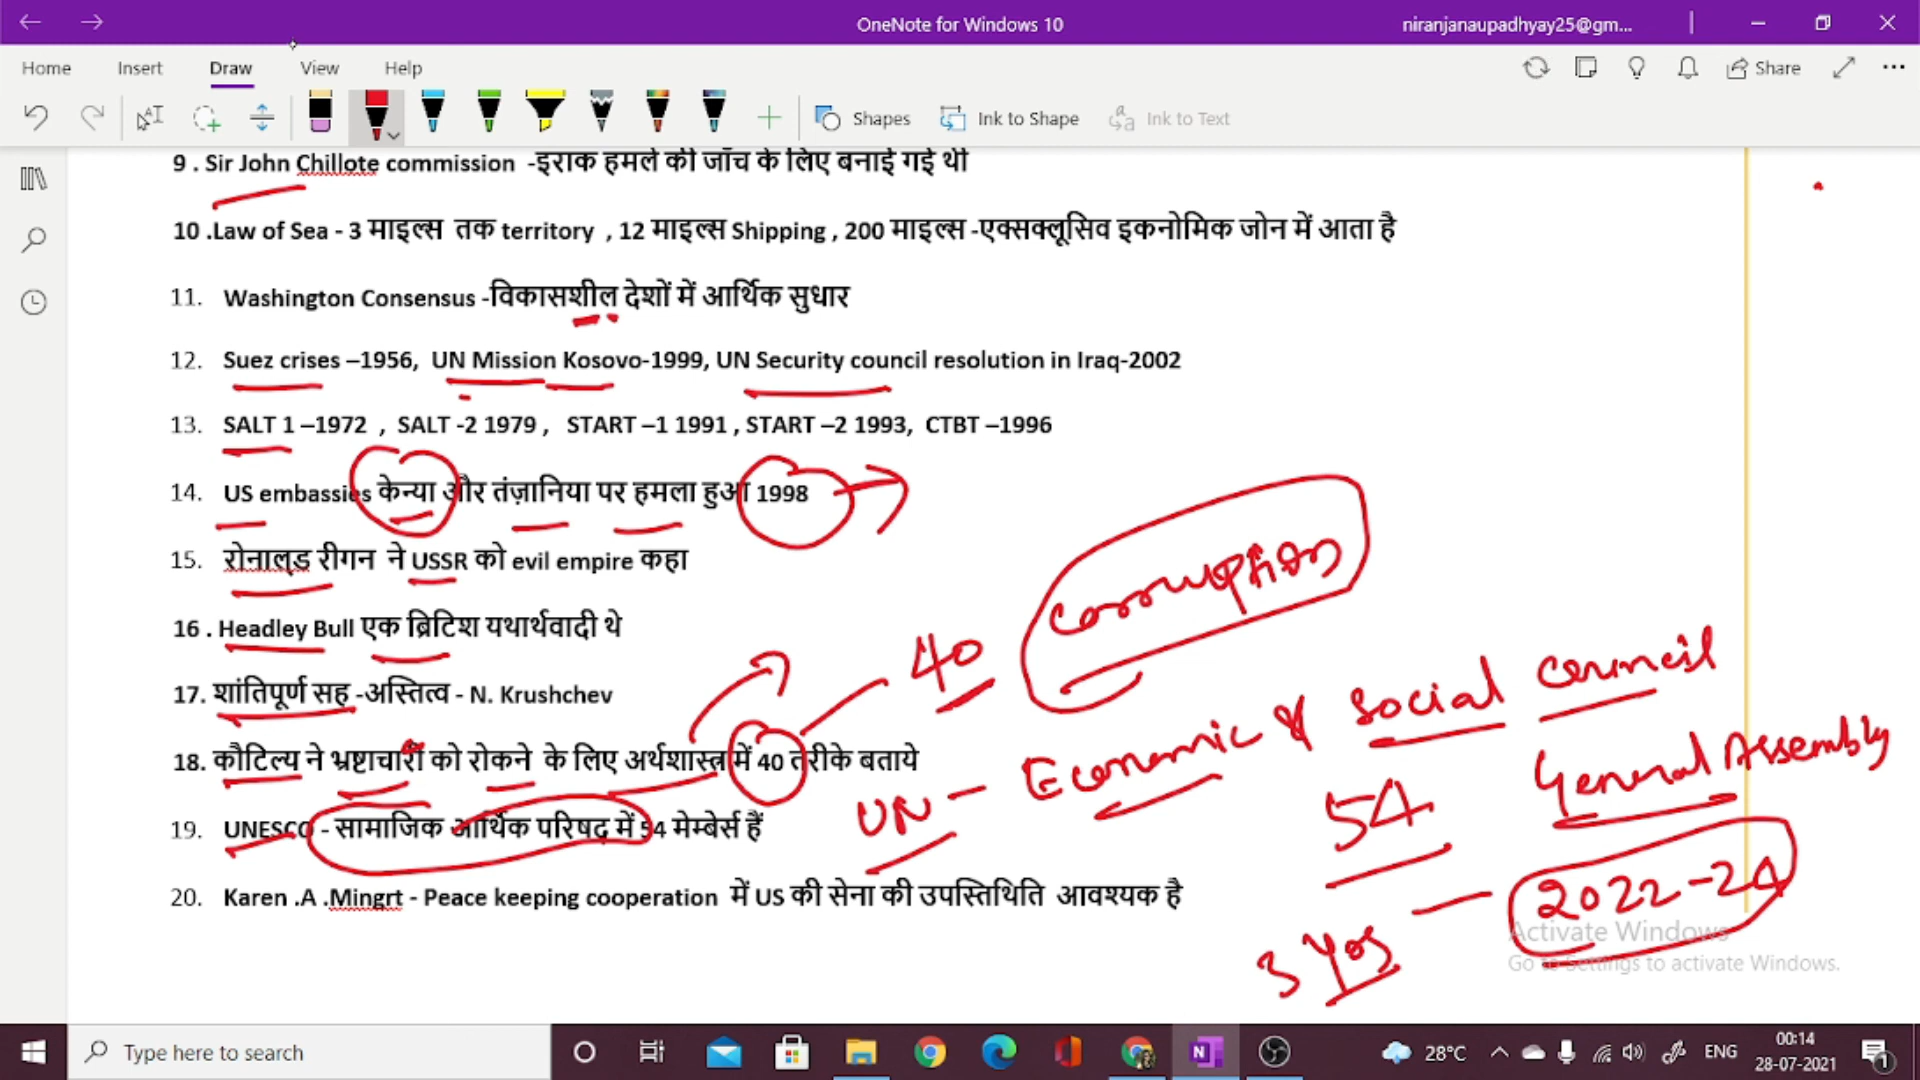 OneNote for Windows 10
niranjanaupadhyay25@gm...
Home Insert Draw View Help
Share
Shapes
Ink to Shape
Ink to Text
9 . Sir John Chillote commission -इराक हमले की जाँच के लिए बनाई गई थी
10 .Law of Sea - 3 माइल्स तक territory , 12 माइल्स Shipping , 200 माइल्स -एक्सक्लूसिव इकनोमिक जोन में आता है
11. Washington Consensus -विकासशील देशों में आर्थिक सुधार
12. Suez crises –1956, UN Mission Kosovo-1999, UN Security council resolution in Iraq-2002
13. SALT 1 –1972 , SALT -2 1979 , START –1 1991 , START –2 1993, CTBT –1996
14. US embassies केन्या और तंज़ानिया पर हमला हुआ 1998
15. रोनाल्ड रीगन ने USSR को evil empire कहा
corruption
16 . Headley Bull एक ब्रिटिश यथार्थवादी थे
40
17. शांतिपूर्ण सह -अस्तित्व - N. Krushchev
18. कौटिल्य ने भ्रष्टाचारी को रोकने के लिए अर्थशास्त्र में 40 तरीके बताये
UN - Economic & Social Council
54 General Assembly
19. UNESCO - सामाजिक आर्थिक परिषद में 54 मेम्बेर्स हैं
20. Karen .A .Mingrt - Peace keeping cooperation में US की सेना की उपस्तिथिति आवश्यक है
3 yrs - 2022-24
Activate Windows
Go to Settings to activate Windows.
Type here to search
28°C
ENG
00:14
28-07-2021
1